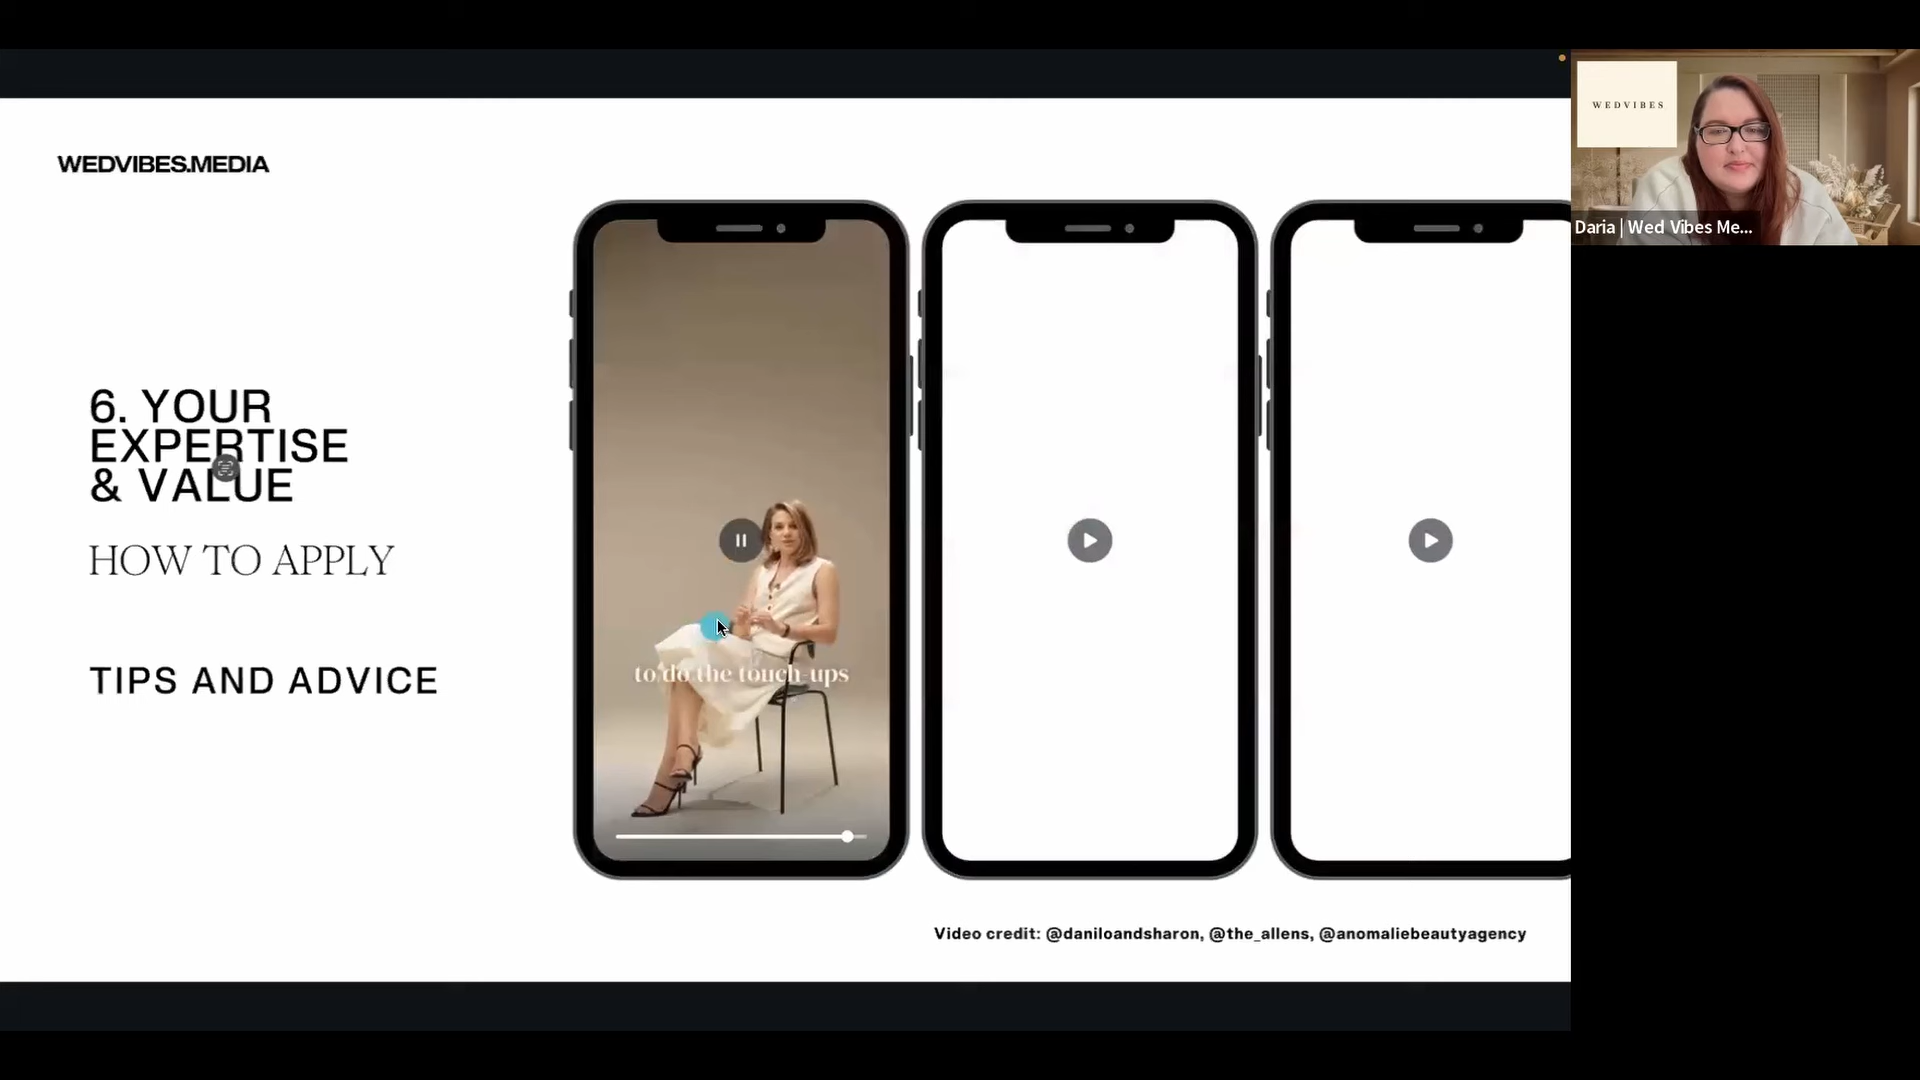 WEDVIBES.MEDIA
6. YOUR
EXPERTISE
& VALUE
HOW TO APPLY
TIPS AND ADVICE
to do the touch-ups
Video credit: @daniloandsharon, @the_allens, @anomaliebeautyagency
WEDVIBES
Daria | Wed Vibes Me...